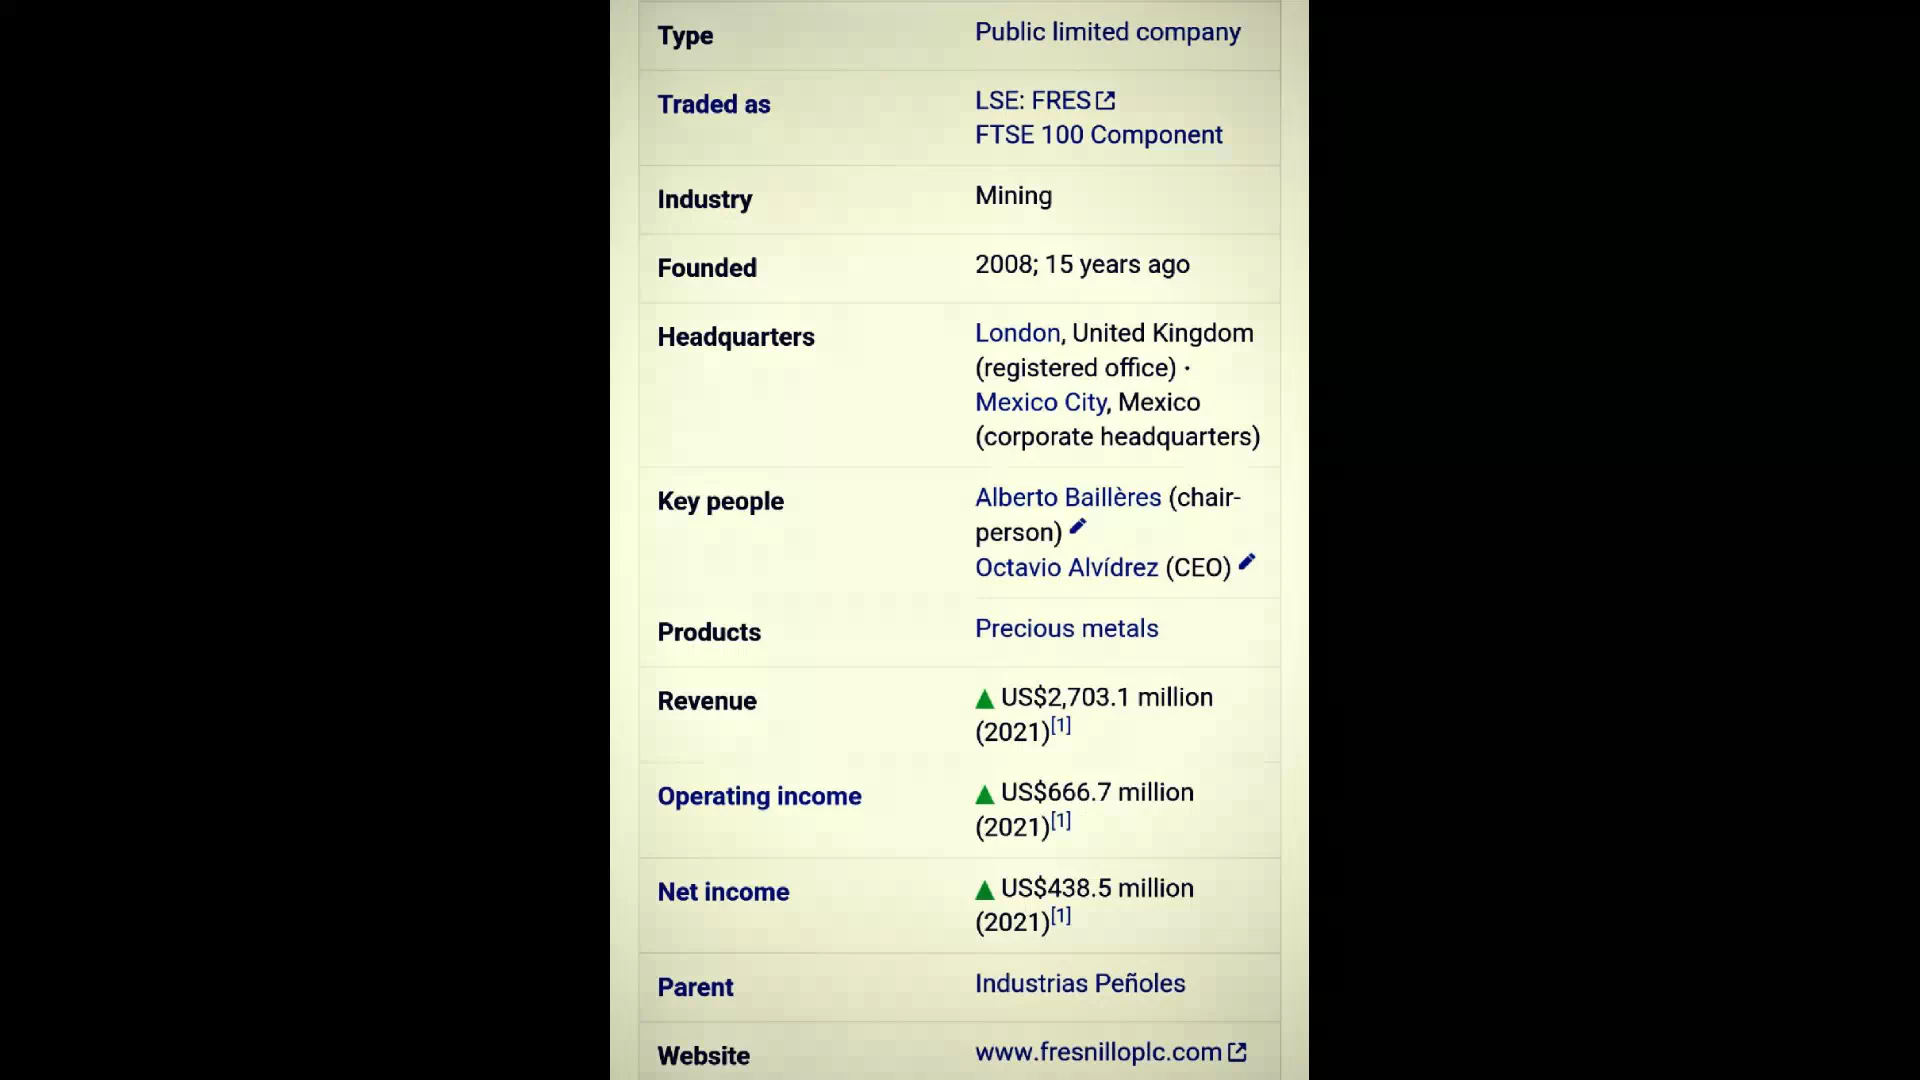 Type
Public limited company
Traded as
LSE: FRES
FTSE 100 Component
Industry
Mining
Founded
2008; 15 years ago
Headquarters
London, United Kingdom
(registered office) ·
Mexico City, Mexico
(corporate headquarters)
Key people
Alberto Baillères (chair-
person)
Octavio Alvídrez (CEO)
Products
Precious metals
Revenue
▲ US$2,703.1 million
(2021)[1]
Operating income
▲ US$666.7 million
(2021)[1]
Net income
▲ US$438.5 million
(2021)[1]
Parent
Industrias Peñoles
Website
www.fresnilloplc.com